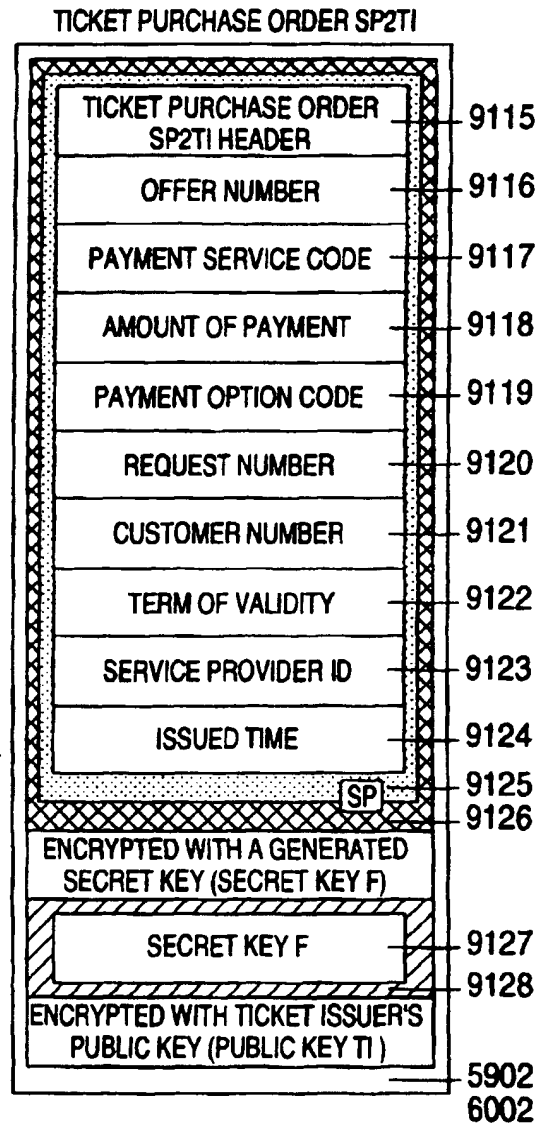 TICKET PURCHASE ORDER SP2TI
TICKET PURCHASE ORDER
SP2TI HEADER
9115
OFFER NUMBER
9116
PAYMENT SERVICE CODE
9117
AMOUNT OF PAYMENT
9118
PAYMENT OPTION CODE
9119
REQUEST NUMBER
9120
CUSTOMER NUMBER
9121
TERM OF VALIDITY
9122
SERVICE PROVIDER ID
9123
ISSUED TIME
9124
9125
SP
9126
ENCRYPTED WITH A GENERATED
SECRET KEY (SECRET KEY F)
SECRET KEY F
9127
9128
ENCRYPTED WITH TICKET ISSUER'S
PUBLIC KEY (PUBLIC KEY TI )
5902
6002